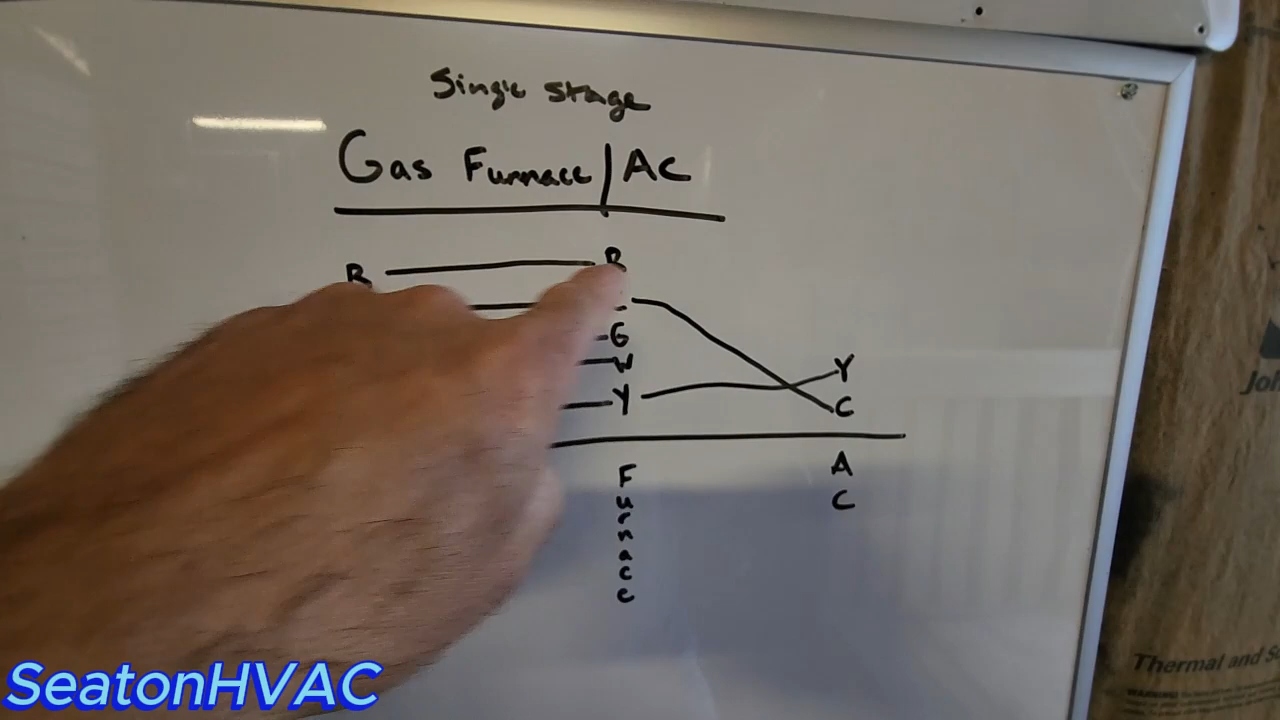 Single stage
Gas Furnace | AC
R R
G
W
Y Y
C
Furnace
AC
Thermal and
SeatonHVAC